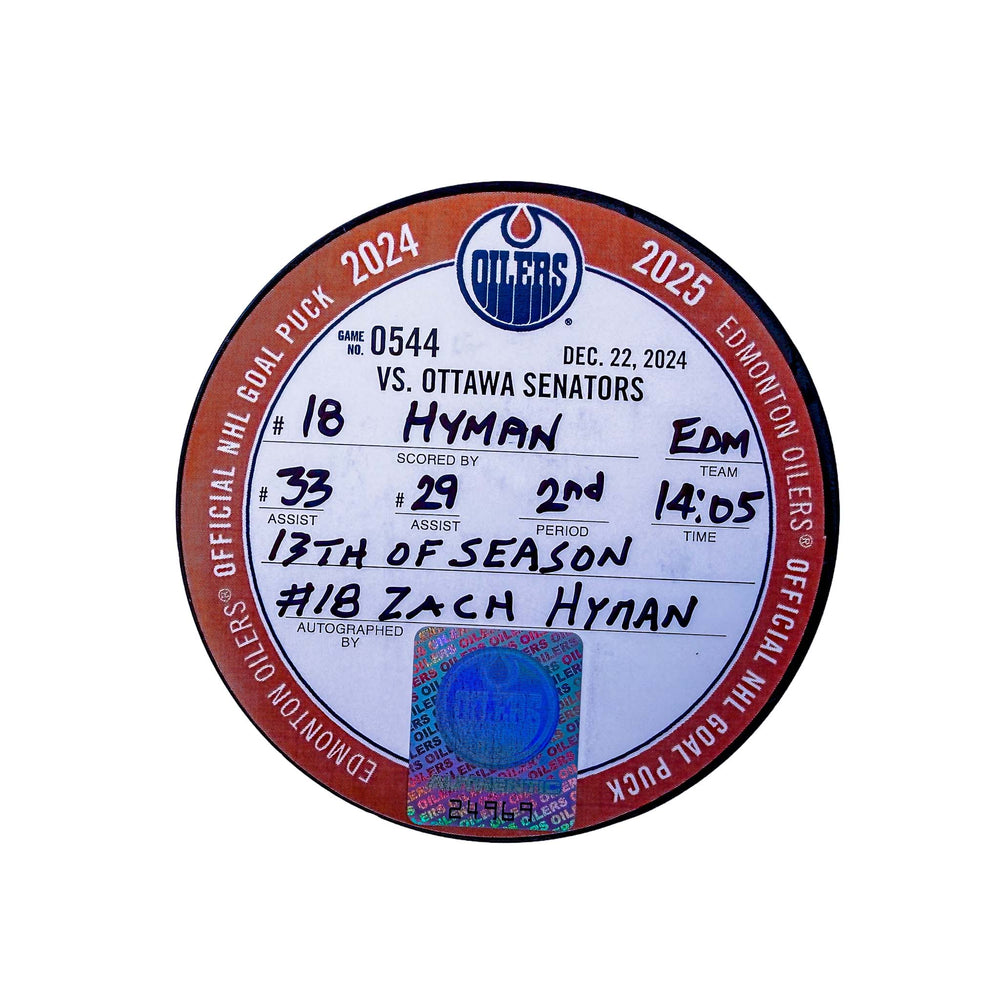 EDMONTON OILERS® OFFICIAL NHL GOAL PUCK 2024
2025 EDMONTON OILERS® OFFICIAL NHL GOAL PUCK
OILERS
®
GAME NO. 0544
DEC. 22, 2024
VS. OTTAWA SENATORS
# 18 HYMAN EDM
SCORED BY TEAM
# 33 # 29 2nd 14:05
ASSIST ASSIST PERIOD TIME
13TH OF SEASON
#18 ZACH HYMAN
AUTOGRAPHED BY
OILERS
AUTHENTIC
24969